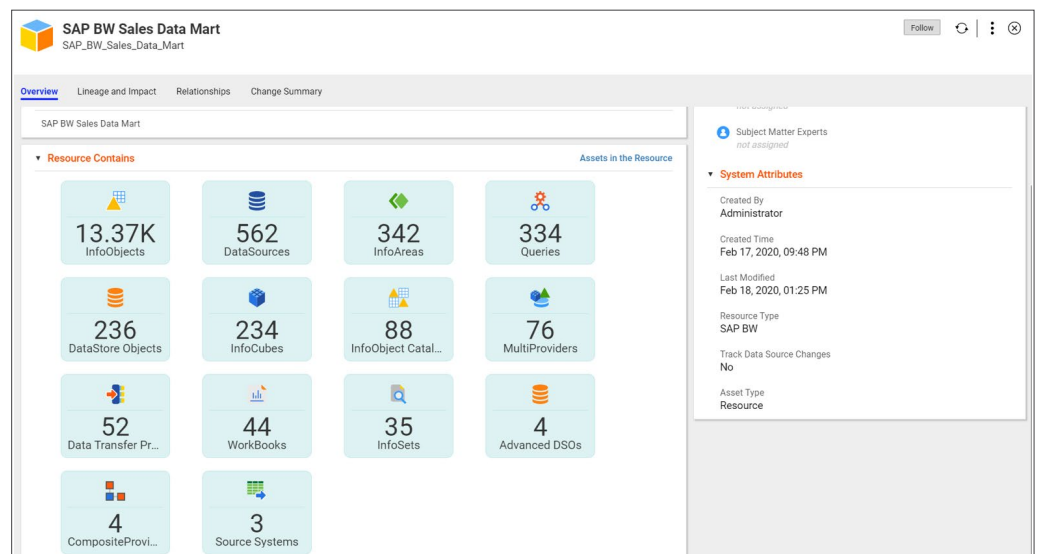 SAP BW Sales Data Mart
SAP_BW_Sales_Data_Mart
Follow
Overview Lineage and Impact Relationships Change Summary
SAP BW Sales Data Mart
Resource Contains
Assets in the Resource
13.37K
InfoObjects
562
DataSources
342
InfoAreas
334
Queries
236
DataStore Objects
234
InfoCubes
88
InfoObject Catal...
76
MultiProviders
52
Data Transfer Pr...
44
WorkBooks
35
InfoSets
4
Advanced DSOs
4
CompositeProvi...
3
Source Systems
not assigned
Subject Matter Experts
not assigned
System Attributes
Created By
Administrator
Created Time
Feb 17, 2020, 09:48 PM
Last Modified
Feb 18, 2020, 01:25 PM
Resource Type
SAP BW
Track Data Source Changes
No
Asset Type
Resource